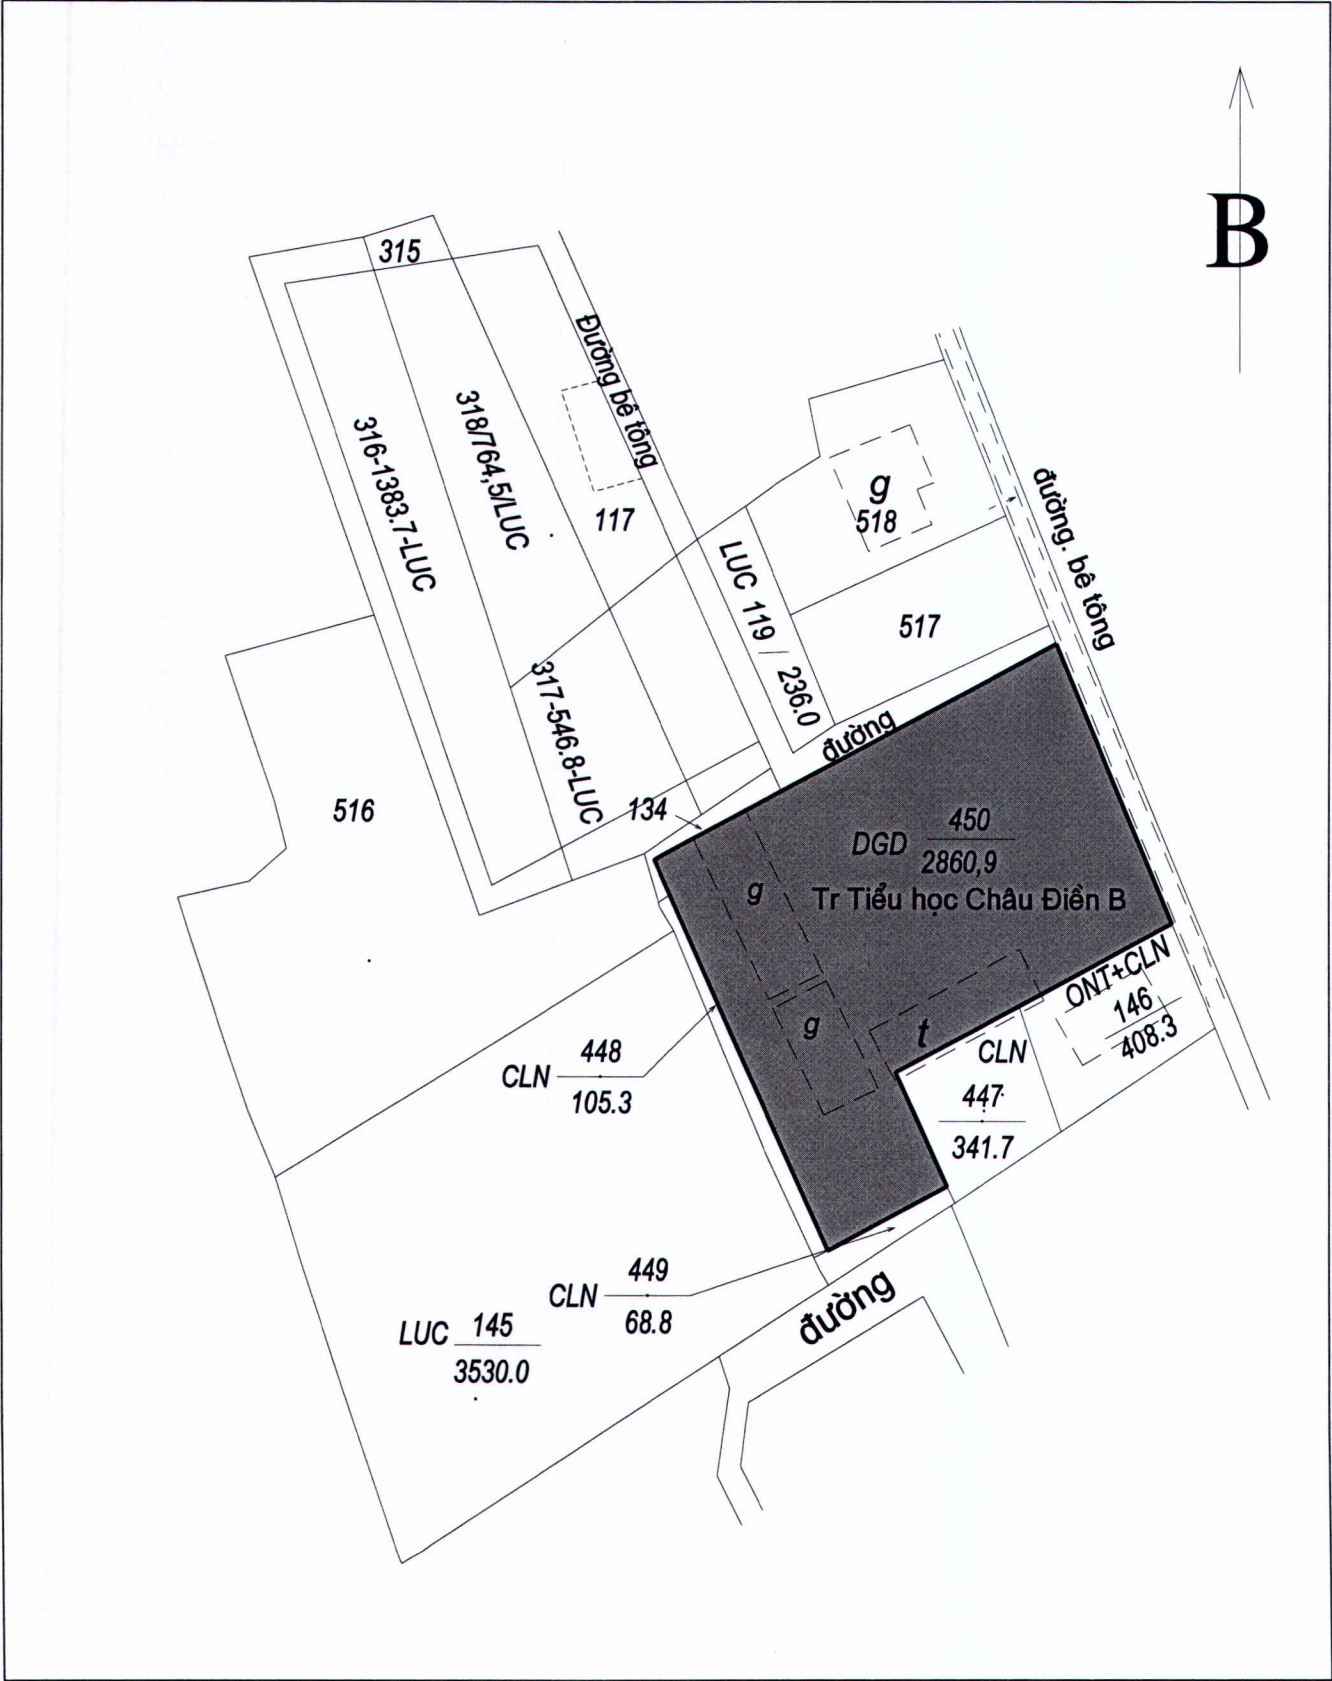 B
315
Đường bê tông
316-1383.7-LUC
318/764,5/LUC
117
g
518
đường. bê tông
LUC 119 / 236.0
517
317-546.8-LUC
đường
516
134
DGD 450
2860,9
Tr Tiểu học Châu Điền B
g
g
t
ONT+CLN
146
408.3
CLN
447
341.7
CLN 448
105.3
CLN 449
68.8
LUC 145
3530.0
đường